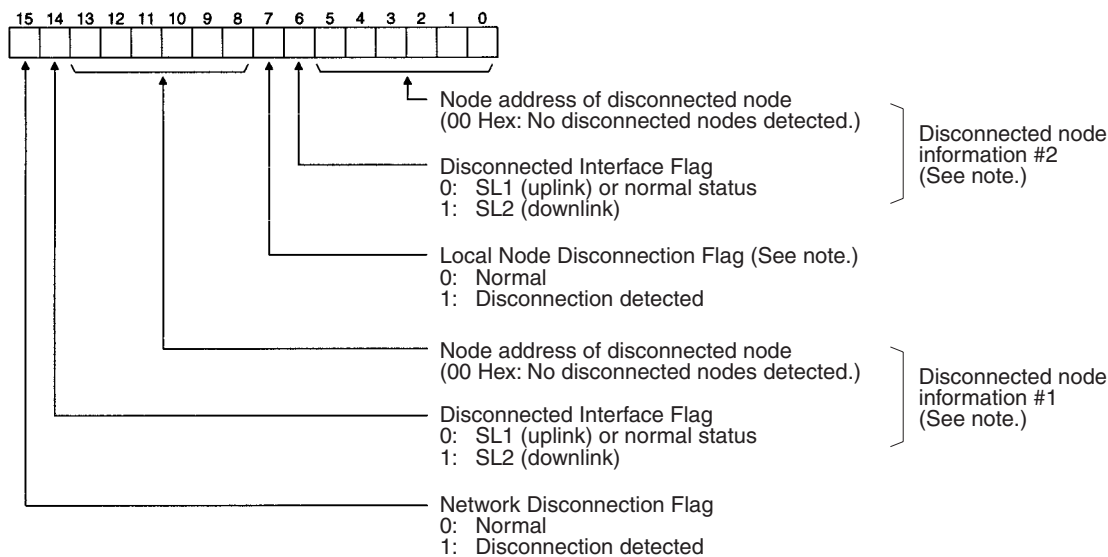 15 14 13 12 11 10 9 8 7 6 5 4 3 2 1 0
Node address of disconnected node
(00 Hex: No disconnected nodes detected.)
Disconnected Interface Flag
0: SL1 (uplink) or normal status
1: SL2 (downlink)
Disconnected node
information #2
(See note.)
Local Node Disconnection Flag (See note.)
0: Normal
1: Disconnection detected
Node address of disconnected node
(00 Hex: No disconnected nodes detected.)
Disconnected Interface Flag
0: SL1 (uplink) or normal status
1: SL2 (downlink)
Disconnected node
information #1
(See note.)
Network Disconnection Flag
0: Normal
1: Disconnection detected